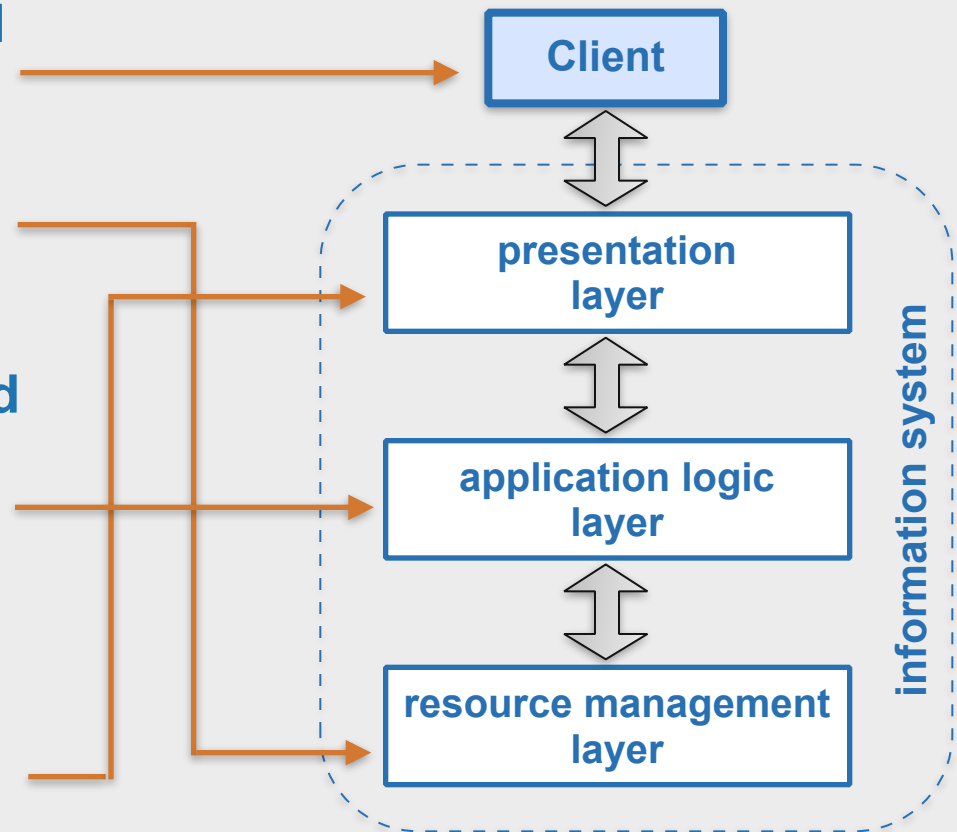 Client
presentation
layer
d
application logic
layer
information system
resource management
layer